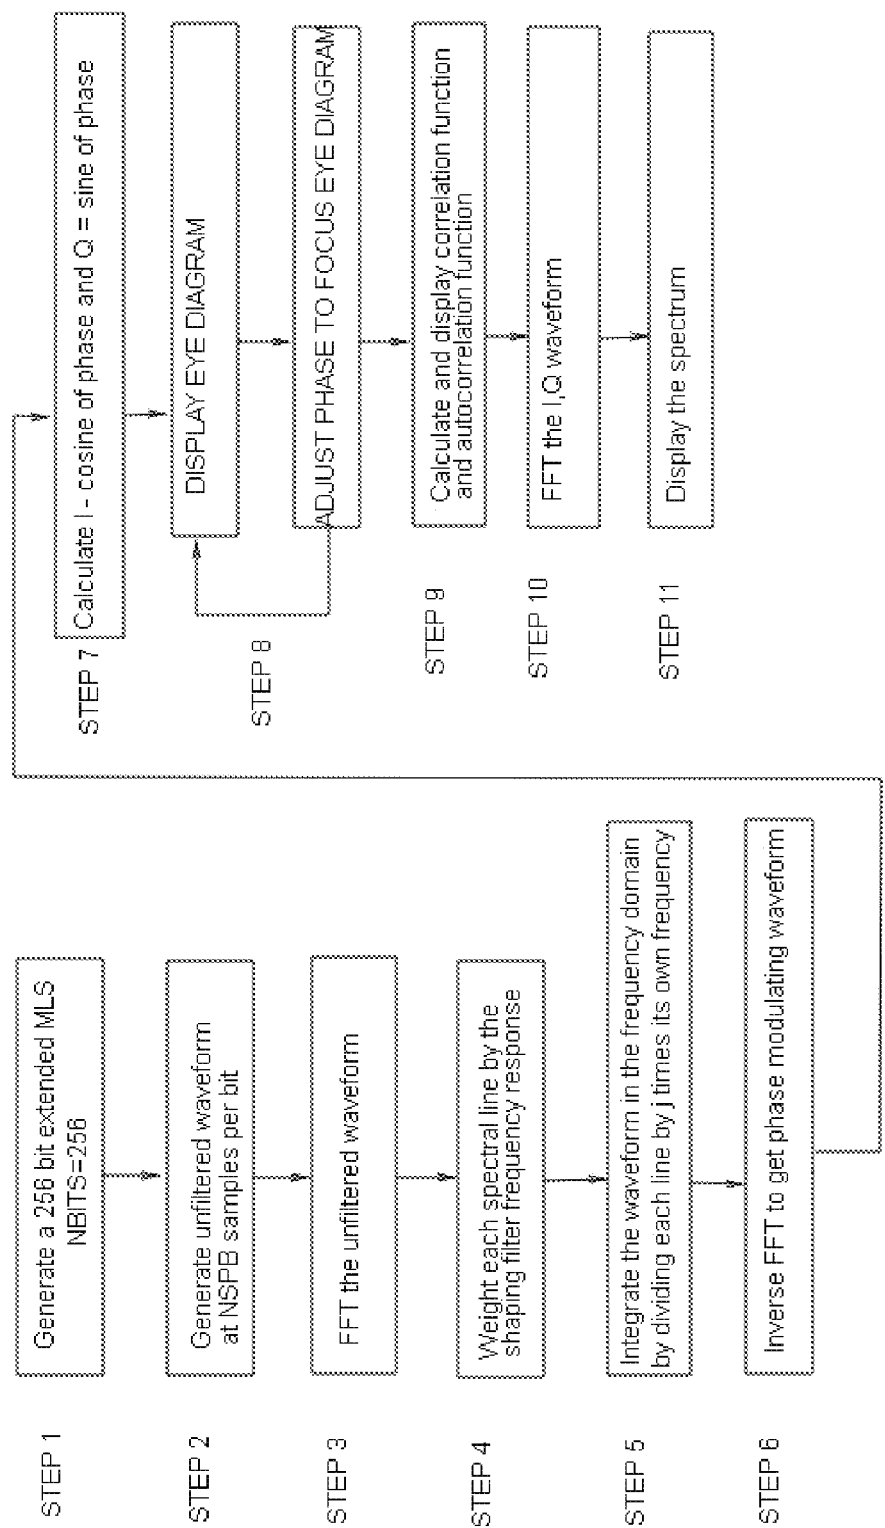 STEP 1
Generate a 256 bit extended MLS
NBITS=256
STEP 2
Generate unfiltered waveform
at NSPB samples per bit
STEP 3
FFT the unfiltered waveform
STEP 4
Weight each spectral line by the
shaping filter frequency response
STEP 5
Integrate the waveform in the frequency domain
by dividing each line by j times its own frequency
STEP 6
Inverse FFT to get phase modulating waveform
STEP 7
Calculate I - cosine of phase and Q = sine of phase
STEP 8
DISPLAY EYE DIAGRAM
ADJUST PHASE TO FOCUS EYE DIAGRAM
STEP 9
Calculate and display correlation function
and autocorrelation function
STEP 10
FFT the I,Q waveform
STEP 11
Display the spectrum